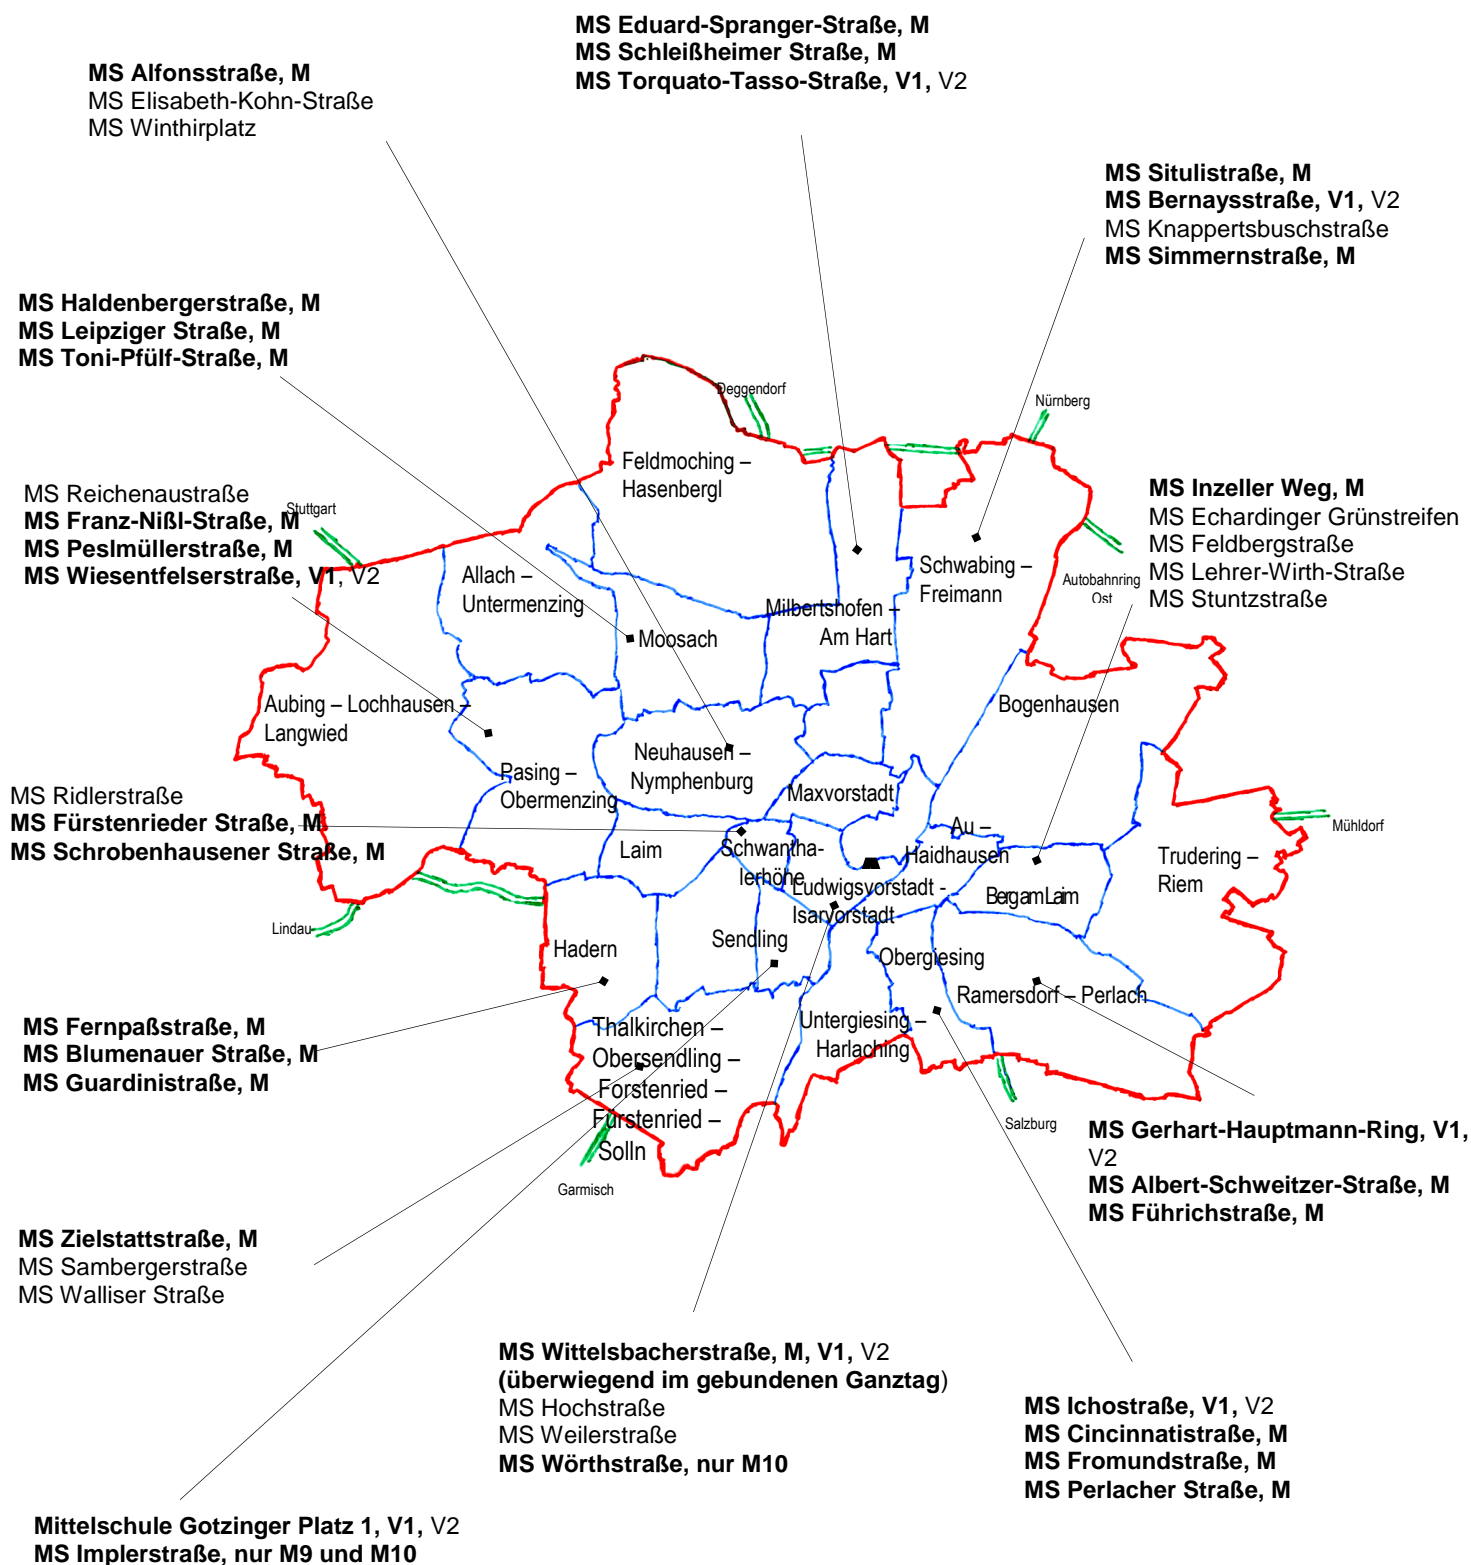 MS Eduard-Spranger-Straße, M
MS Schleißheimer Straße, M
MS Torquato-Tasso-Straße, V1, V2
MS Alfonsstraße, M
MS Elisabeth-Kohn-Straße
MS Winthirplatz
MS Situlistraße, M
MS Bernaysstraße, V1, V2
MS Knappertsbuschstraße
MS Simmernstraße, M
MS Haldenbergerstraße, M
MS Leipziger Straße, M
MS Toni-Pfülf-Straße, M
Deggendorf
Nürnberg
Feldmoching –
Hasenbergl
MS Reichenaustraße
MS Franz-Nißl-Straße, M
MS Peslmüllerstraße, M
MS Wiesentfelserstraße, V1, V2
Stuttgart
MS Inzeller Weg, M
MS Echardinger Grünstreifen
MS Feldbergstraße
MS Lehrer-Wirth-Straße
MS Stuntzstraße
Allach –
Untermenzing
Schwabing –
Freimann
Autobahnring
Ost
Milbertshofen –
Am Hart
Moosach
Aubing – Lochhausen –
Langwied
Bogenhausen
Neuhausen –
Nymphenburg
Pasing –
Obermenzing
Maxvorstadt
MS Ridlerstraße
MS Fürstenrieder Straße, M
MS Schrobenhausener Straße, M
Mühldorf
Laim
Schwantha-
lerhöhe
Au –
Haidhausen
Trudering –
Riem
Ludwigsvorstadt -
Isarvorstadt
Berg am Laim
Lindau
Hadern
Sendling
Obergiesing
Ramersdorf – Perlach
MS Fernpaßstraße, M
MS Blumenauer Straße, M
MS Guardinistraße, M
Thalkirchen –
Obersendling –
Forstenried –
Fürstenried –
Solln
Untergiesing –
Harlaching
Salzburg
Garmisch
MS Gerhart-Hauptmann-Ring, V1,
V2
MS Albert-Schweitzer-Straße, M
MS Führichstraße, M
MS Zielstattstraße, M
MS Sambergerstraße
MS Walliser Straße
MS Wittelsbacherstraße, M, V1, V2
(überwiegend im gebundenen Ganztag)
MS Hochstraße
MS Weilerstraße
MS Wörthstraße, nur M10
MS Ichostraße, V1, V2
MS Cincinnatistraße, M
MS Fromundstraße, M
MS Perlacher Straße, M
Mittelschule Gotzinger Platz 1, V1, V2
MS Implerstraße, nur M9 und M10